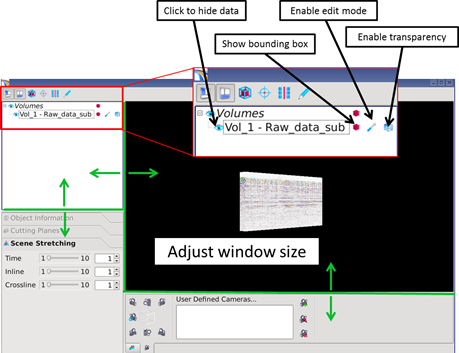 Click to hide data
Enable edit mode
Show bounding box
Enable transparency
Volumes
Vol_1 - Raw_data_sub
Volumes
Vol_1 - Raw_data_sub
Adjust window size
Object Information
Cutting Planes
Scene Stretching
Time 1 10 1
Inline 1 10 1
Crossline 1 10 1
User Defined Cameras...